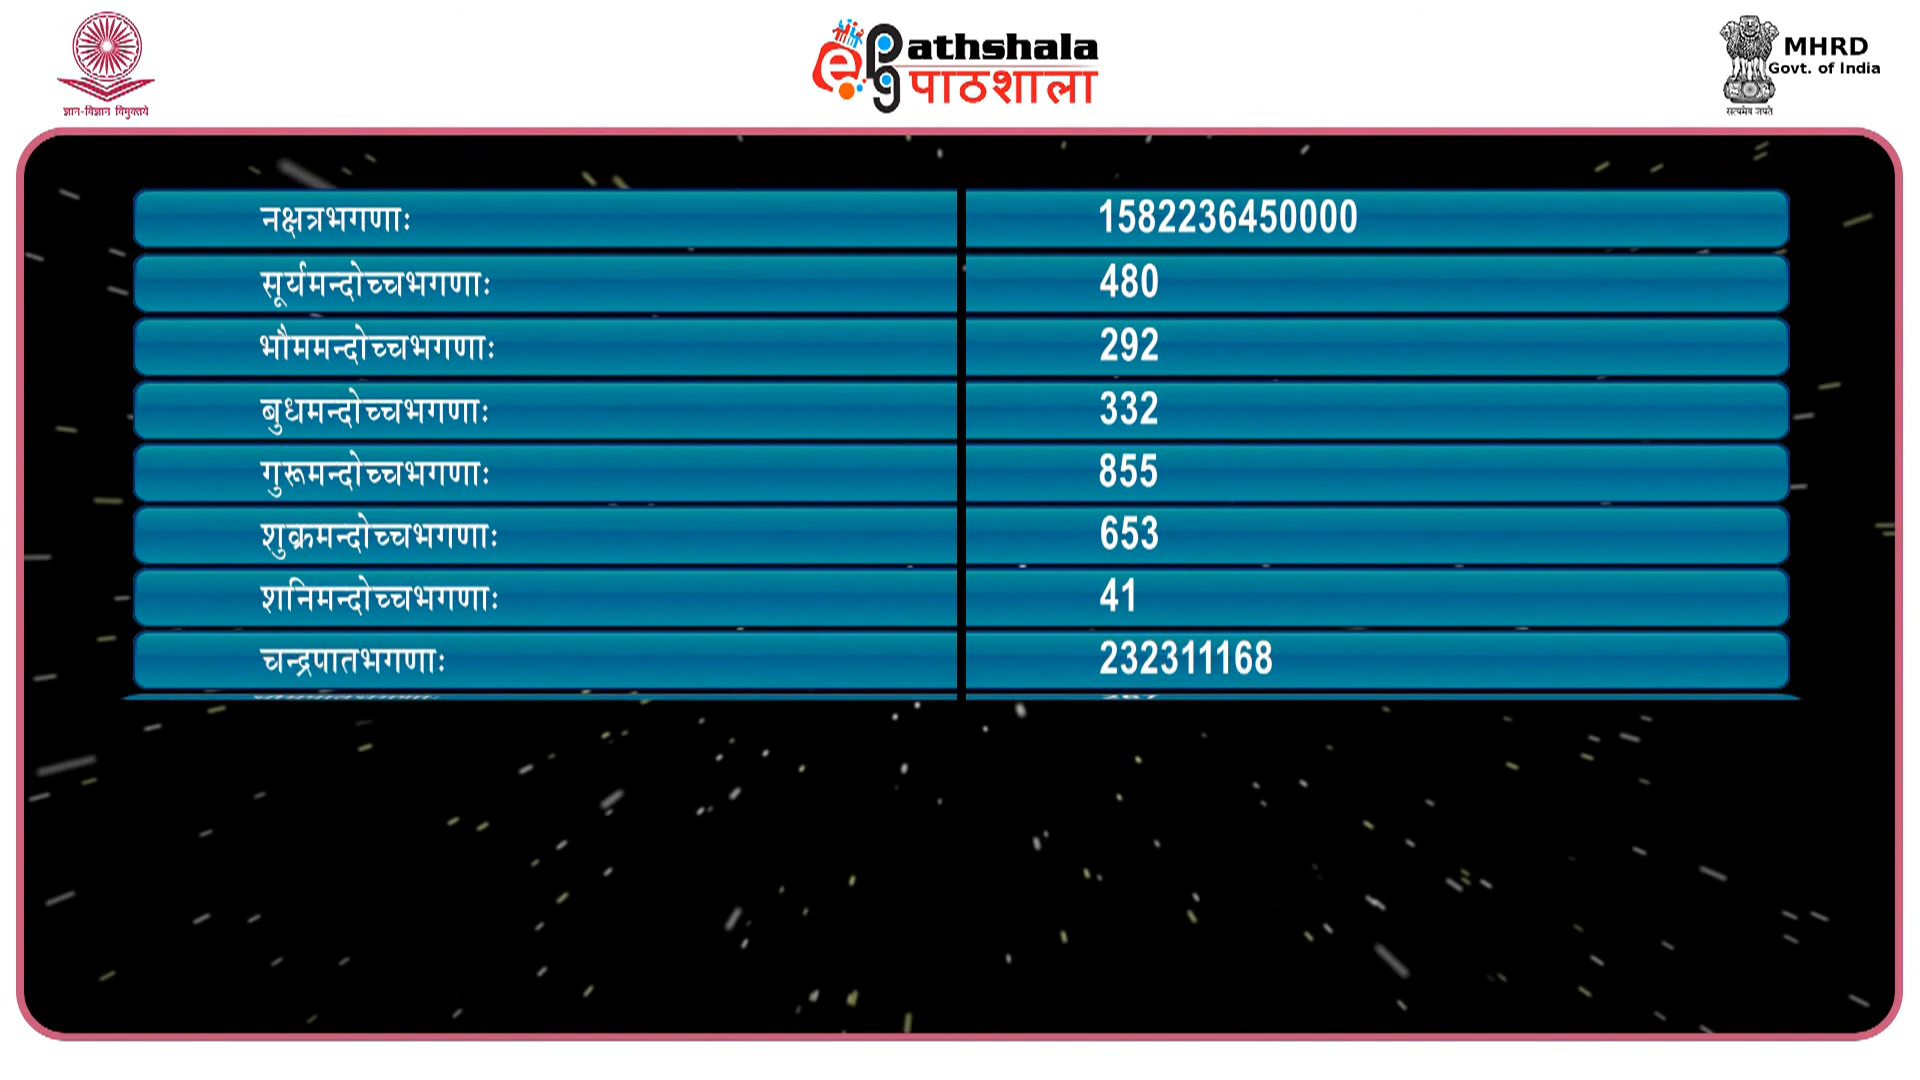 ज्ञान-विज्ञान विमुक्तये
ePathshala
पाठशाला
MHRD
Govt. of India
सत्यमेव जयते
नक्षत्रभगणाः 1582236450000
सूर्यमन्दोच्चभगणाः 480
भौममन्दोच्चभगणाः 292
बुधमन्दोच्चभगणाः 332
गुरूमन्दोच्चभगणाः 855
शुक्रमन्दोच्चभगणाः 653
शनिमन्दोच्चभगणाः 41
चन्द्रपातभगणाः 232311168